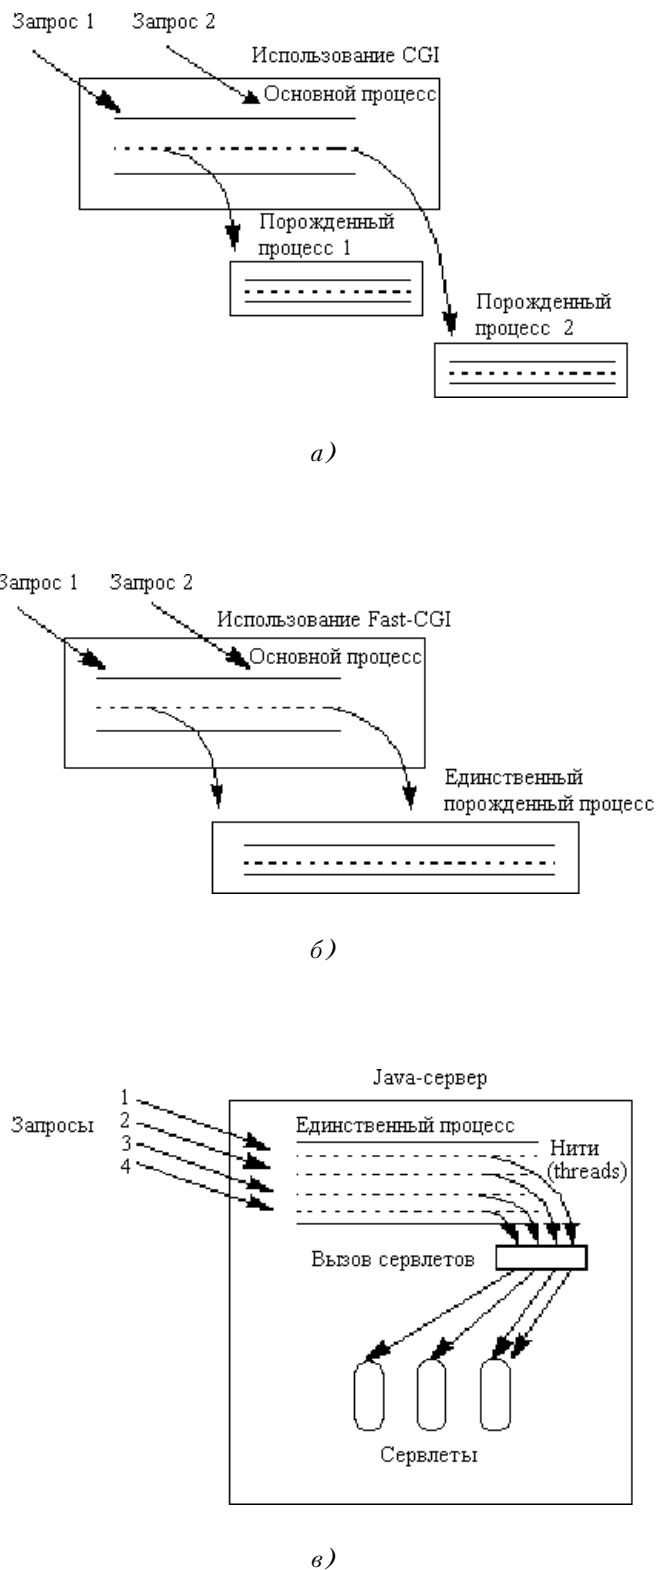 Запрос 1 Запрос 2
Использование CGI
Основной процесс
Порожденный
процесс 1
Порожденный
процесс 2
а)
Запрос 1 Запрос 2
Использование Fast-CGI
Основной процесс
Единственный
порожденный процесс
б)
Java-сервер
1
Запросы
2
3
4
Единственный процесс
Нити
(threads)
Вызов сервлетов
Сервлеты
в)